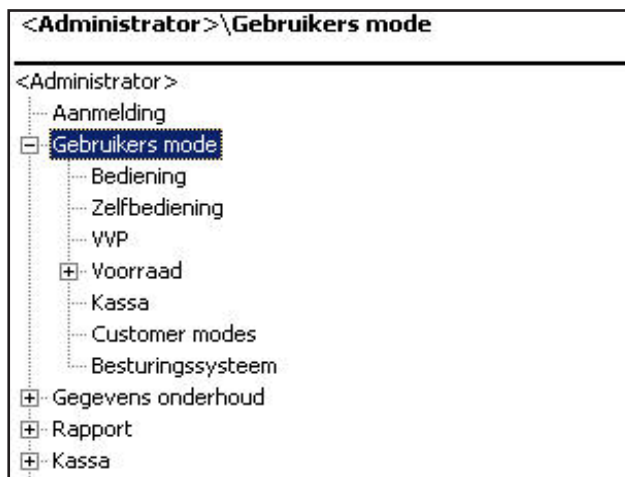 <Administrator>\Gebruikers mode
<Administrator>
Aanmelding
Gebruikers mode
Bediening
Zelfbediening
VVP
Voorraad
Kassa
Customer modes
Besturingssysteem
Gegevens onderhoud
Rapport
Kassa